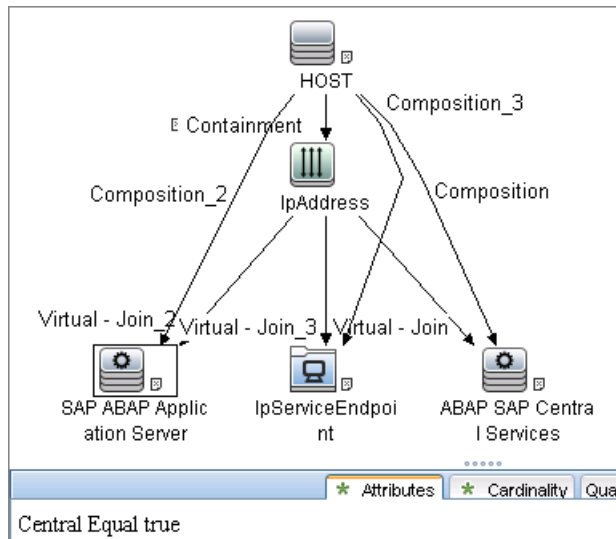 HOST
Composition_3
Containment
Composition_2
IpAddress
Composition
Virtual - Join_2
Virtual - Join_3
Virtual - Join
SAP ABAP Applic
ation Server
IpServiceEndpoi
nt
ABAP SAP Centra
l Services
Attributes
Cardinality
Qua
Central Equal true